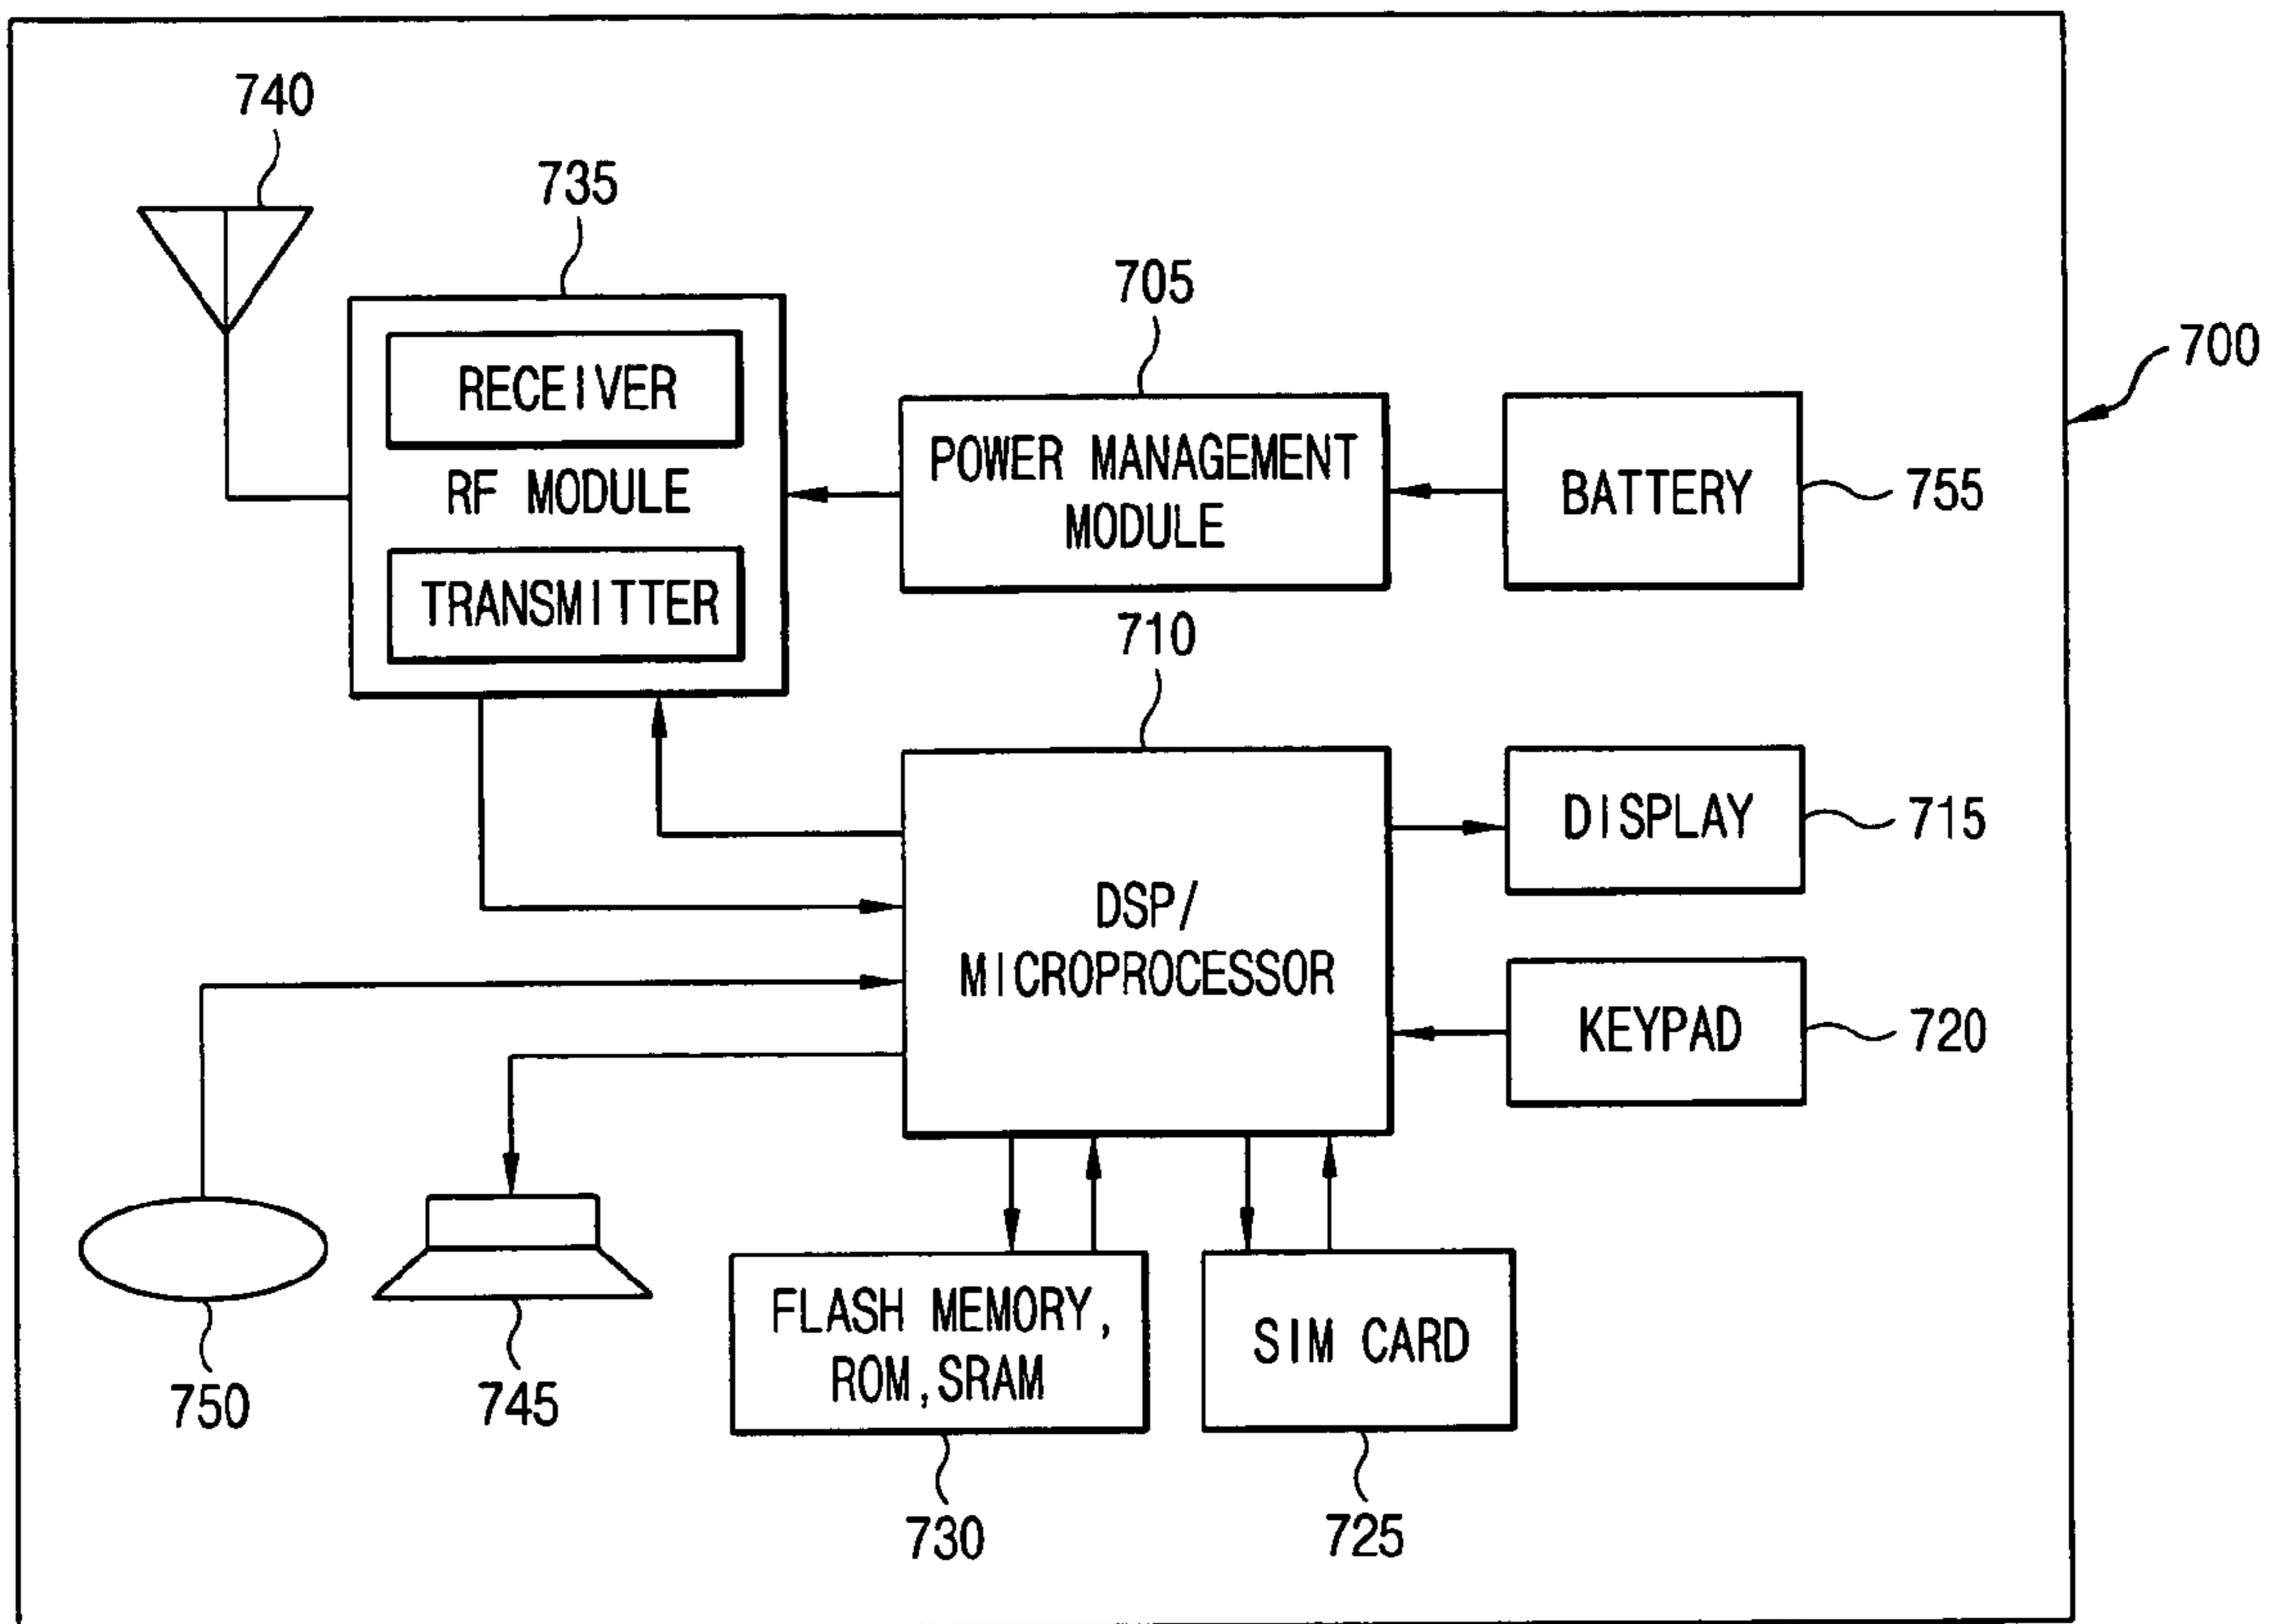 740
735
705
700
RECEIVER
RF MODULE
TRANSMITTER
POWER MANAGEMENT
MODULE
BATTERY
755
710
DSP/
MICROPROCESSOR
DISPLAY
715
KEYPAD
720
750
745
FLASH MEMORY,
ROM, SRAM
730
SIM CARD
725